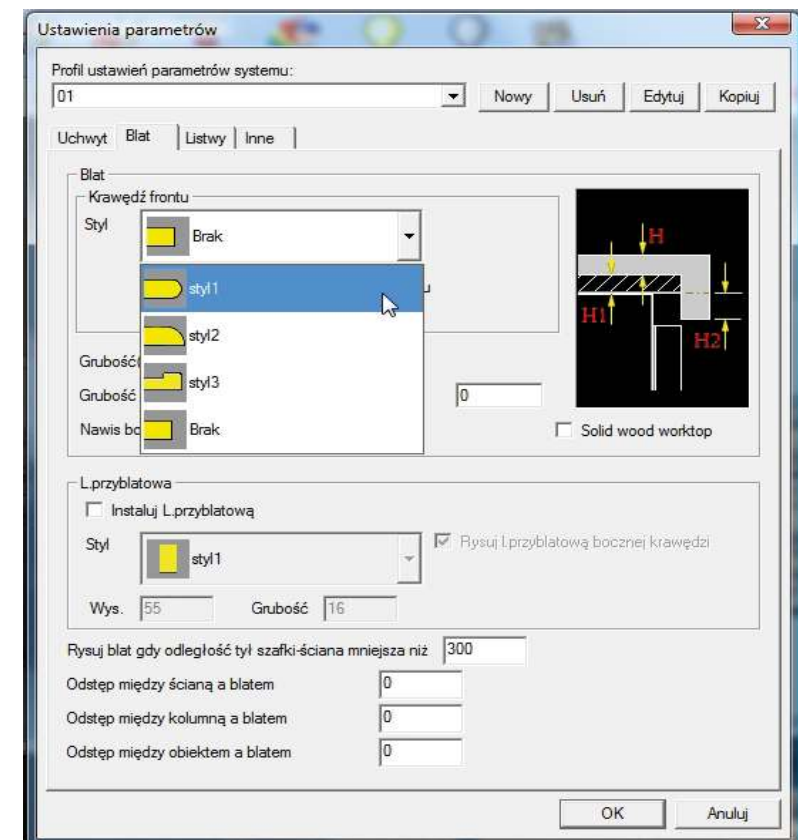 Ustawienia parametrów
Profil ustawień parametrów systemu:
01 Nowy Usuń Edytuj Kopiuj
Uchwyt Blat Listwy Inne
Blat
Krawędź frontu
Styl Brak
styl1
styl2
styl3
Brak
H
H1
H2
Grubość
Grubość 0
Nawis Solid wood worktop
L.przyblatowa
Instaluj L.przyblatową
Styl styl1 Rysuj l.przyblatową bocznej krawędzi
Wys. 55 Grubość 16
Rysuj blat gdy odległość tył szafki-ściana mniejsza niż 300
Odstęp między ścianą a blatem 0
Odstęp między kolumną a blatem 0
Odstęp między obiektem a blatem 0
OK Anuluj